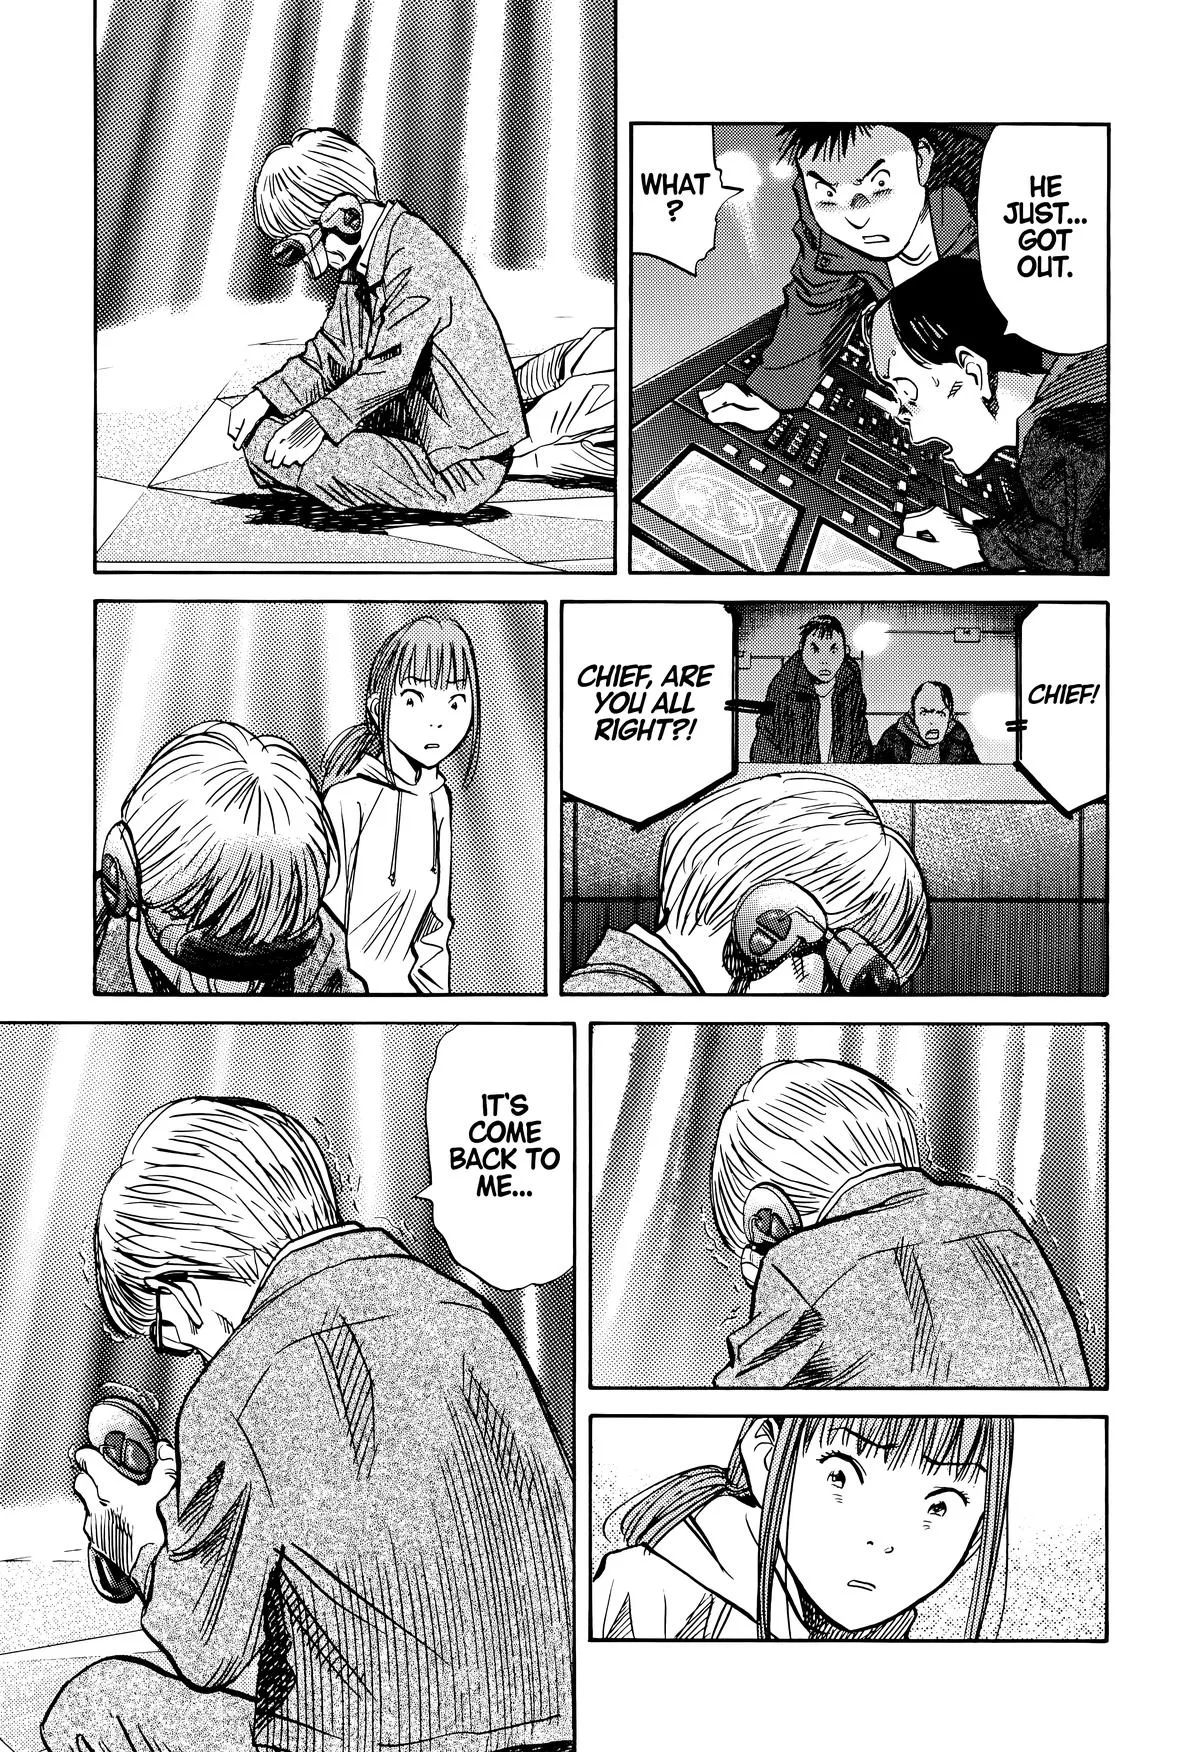 HE
JUST...
GOT
OUT.
WHAT
?
CHIEF!
CHIEF, ARE
YOU ALL
RIGHT?!
IT'S
COME
BACK TO
ME...